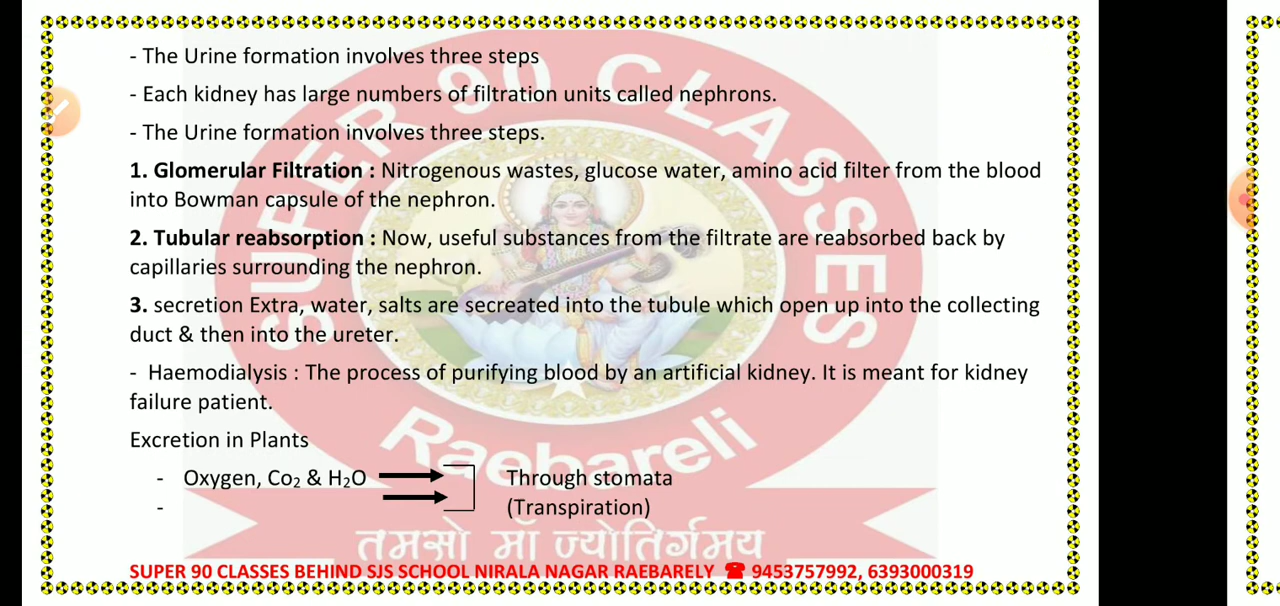 - The Urine formation involves three steps
- Each kidney has large numbers of filtration units called nephrons.
- The Urine formation involves three steps.
1. Glomerular Filtration : Nitrogenous wastes, glucose water, amino acid filter from the blood
into Bowman capsule of the nephron.
2. Tubular reabsorption : Now, useful substances from the filtrate are reabsorbed back by
capillaries surrounding the nephron.
3. secretion Extra, water, salts are secreated into the tubule which open up into the collecting
duct & then into the ureter.
- Haemodialysis : The process of purifying blood by an artificial kidney. It is meant for kidney
failure patient.
Excretion in Plants
- Oxygen, Co₂ & H₂O Through stomata
- (Transpiration)
SUPER 90 CLASSES
Raebareli
तमसो माँ ज्योतिर्गमय
SUPER 90 CLASSES BEHIND SJS SCHOOL NIRALA NAGAR RAEBARELY ☎ 9453757992, 6393000319